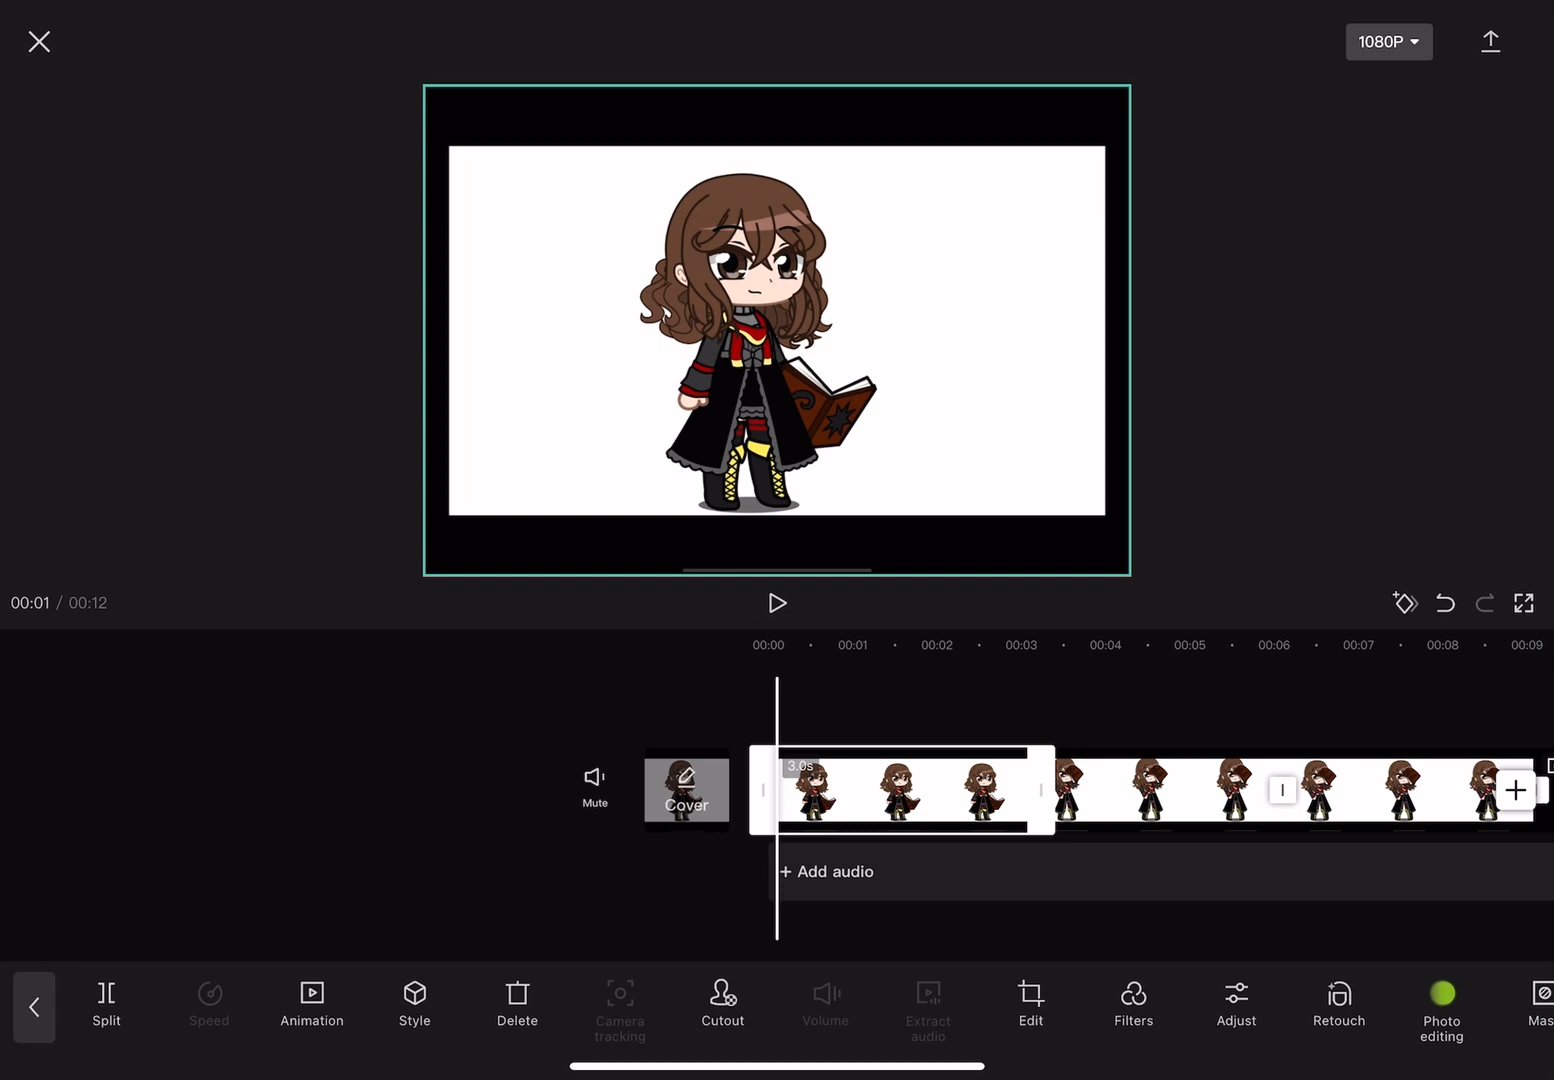 1080P
00:01 / 00:12
00:00 00:01 00:02 00:03 00:04 00:05 00:06 00:07 00:08 00:09
3.0s
Mute
Cover
+ Add audio
Split
Speed
Animation
Style
Delete
Camera
tracking
Cutout
Volume
Extract
audio
Edit
Filters
Adjust
Retouch
Photo
editing
Mas